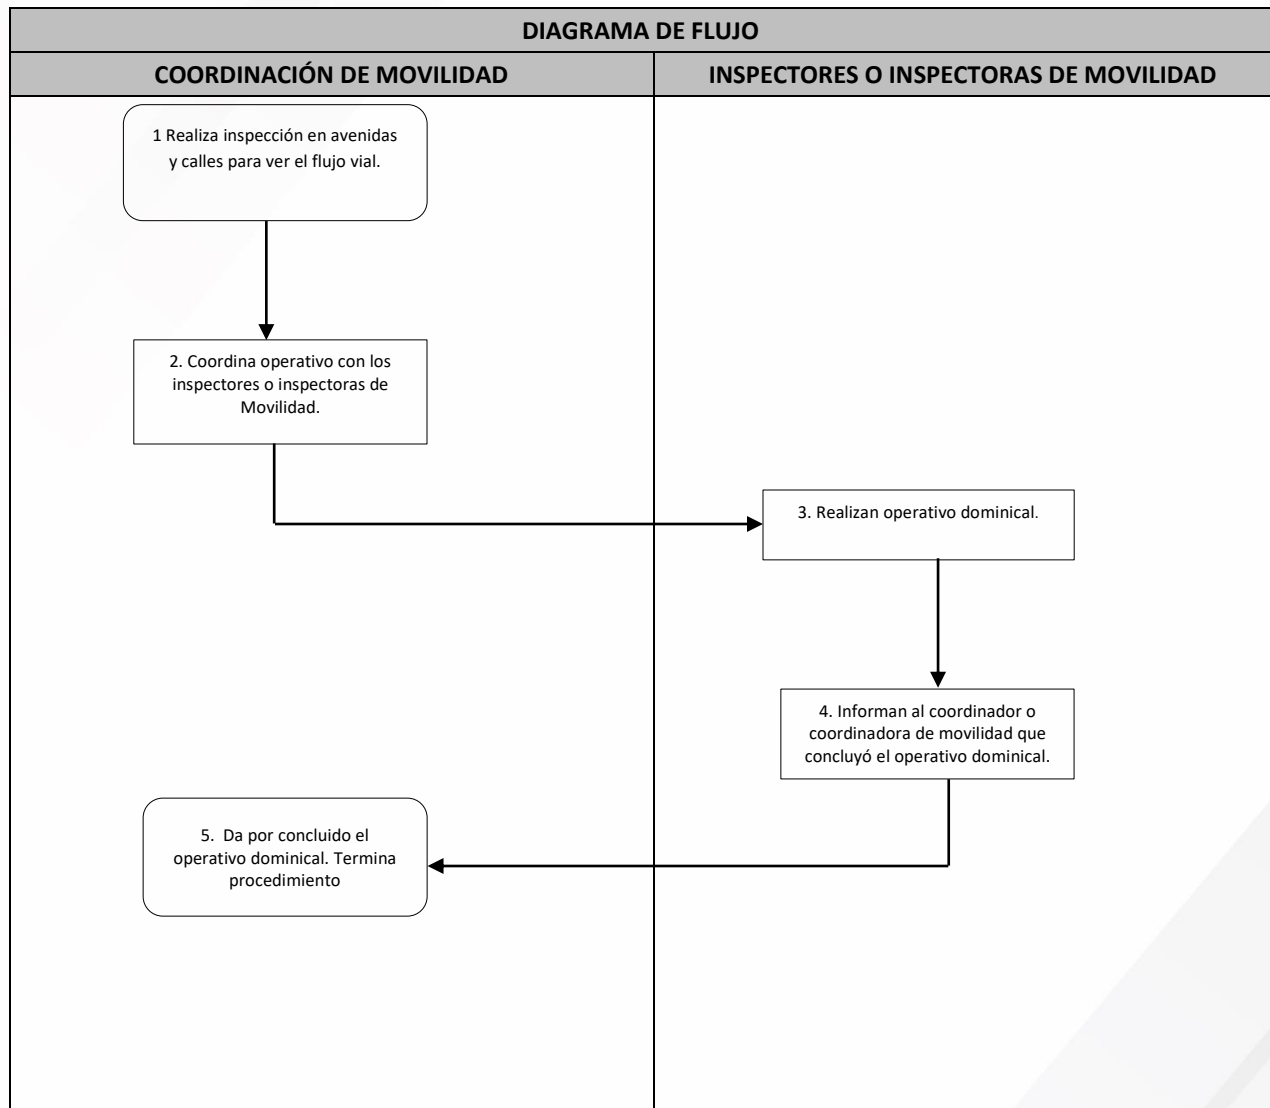 DIAGRAMA DE FLUJO
COORDINACIÓN DE MOVILIDAD
INSPECTORES O INSPECTORAS DE MOVILIDAD
1 Realiza inspección en avenidas
y calles para ver el flujo vial.
2. Coordina operativo con los
inspectores o inspectoras de
Movilidad.
3. Realizan operativo dominical.
4. Informan al coordinador o
coordinadora de movilidad que
concluyó el operativo dominical.
5. Da por concluido el
operativo dominical. Termina
procedimiento